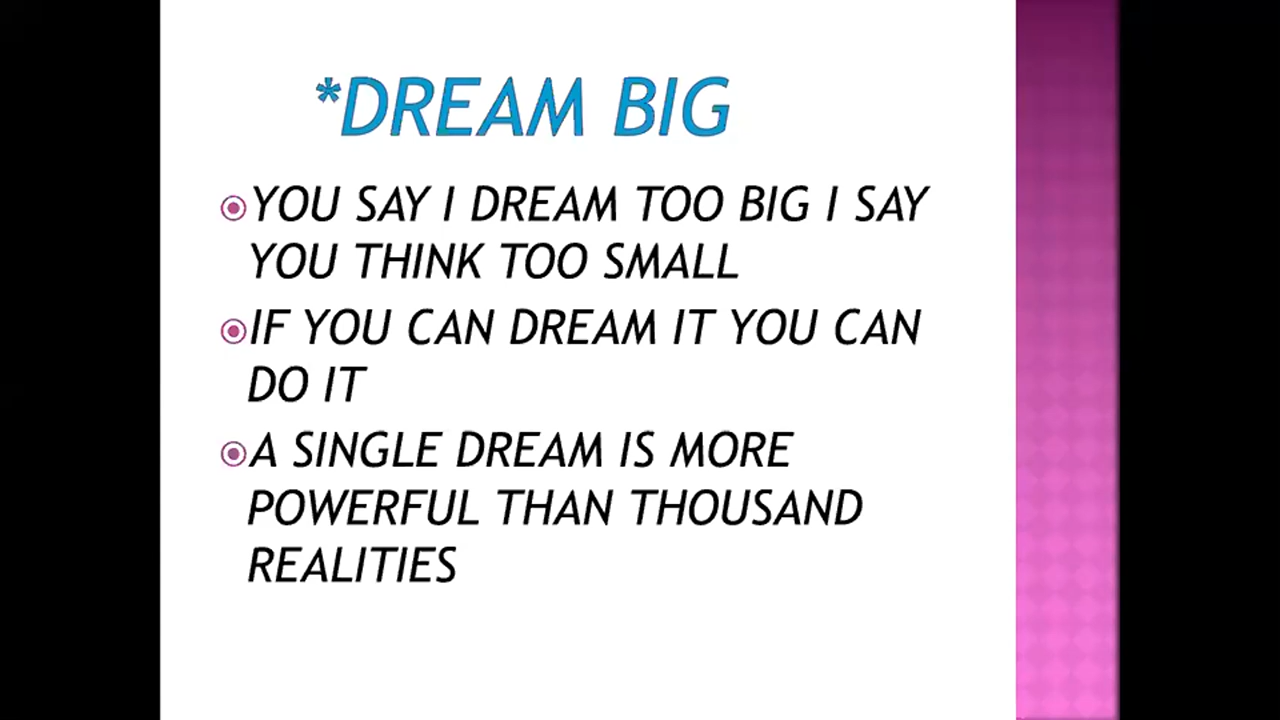 *DREAM BIG
YOU SAY I DREAM TOO BIG I SAY
YOU THINK TOO SMALL
IF YOU CAN DREAM IT YOU CAN
DO IT
A SINGLE DREAM IS MORE
POWERFUL THAN THOUSAND
REALITIES